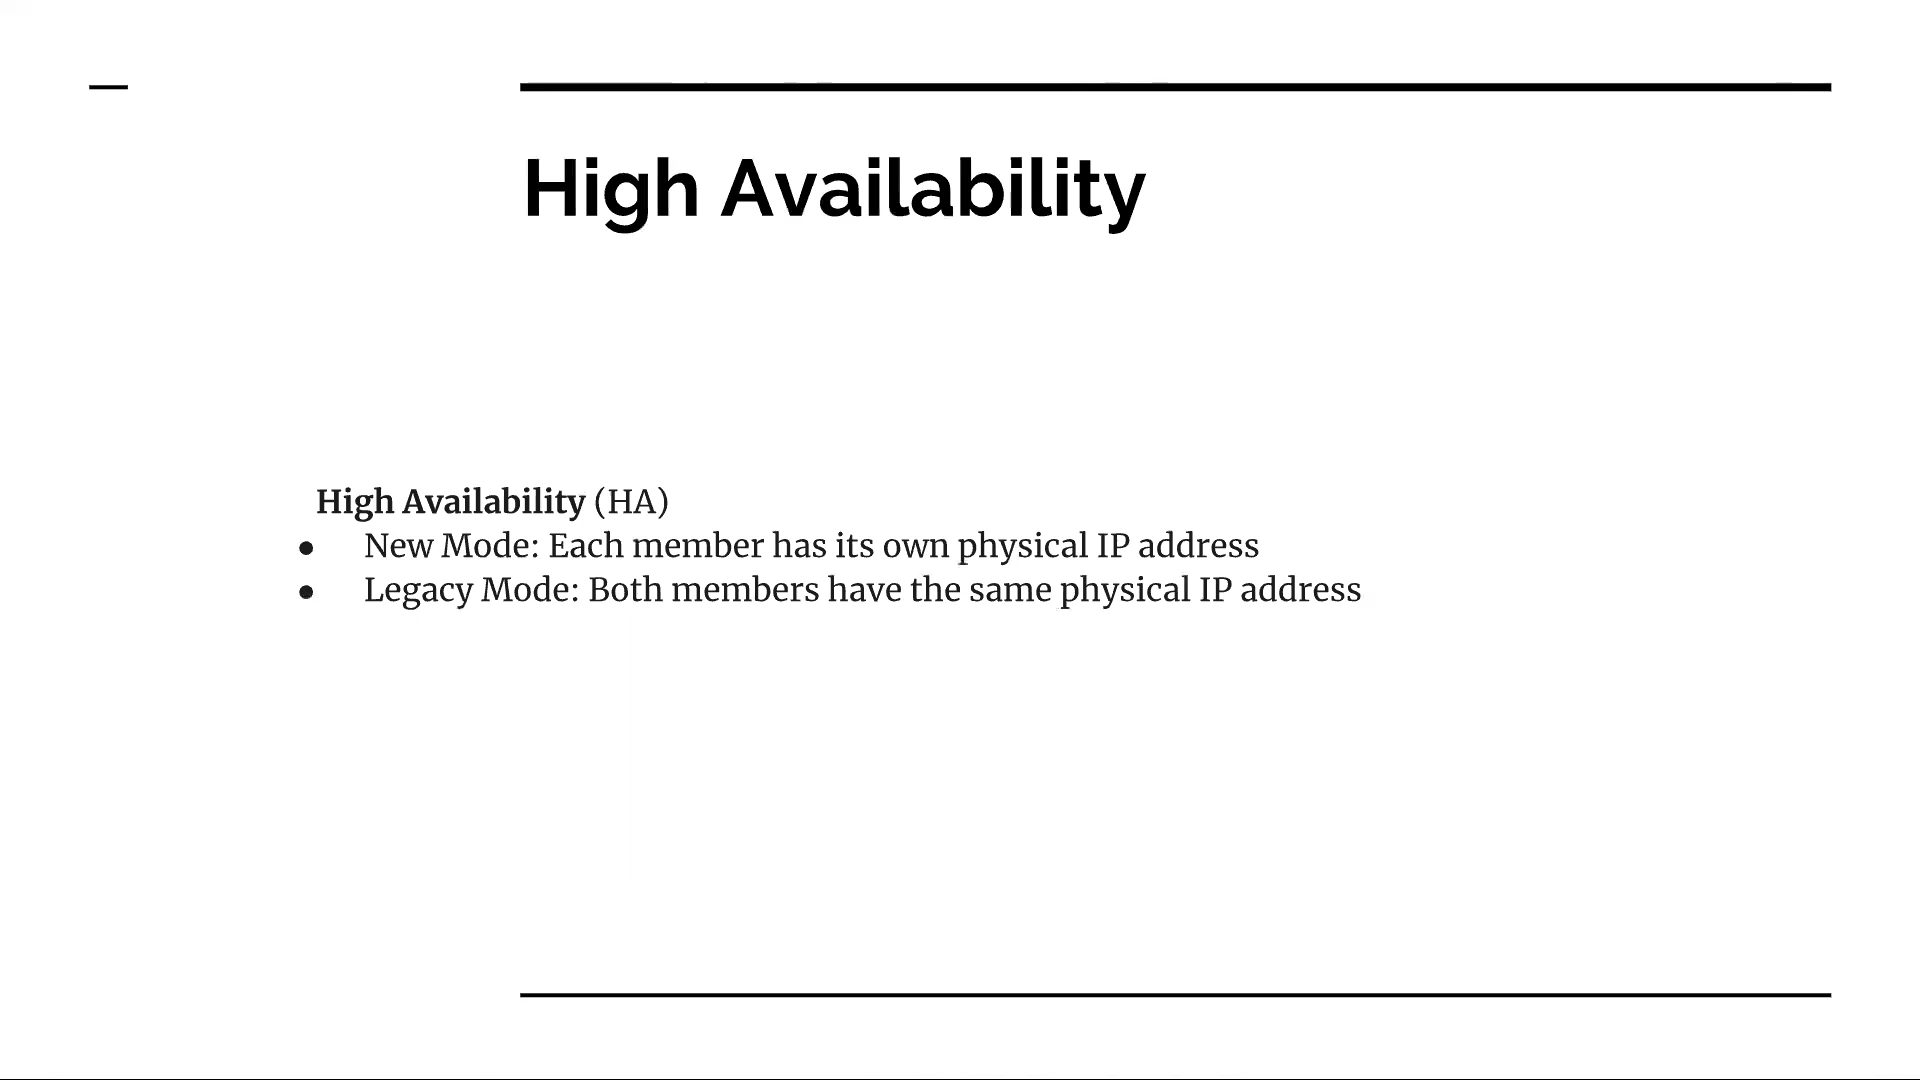 High Availability
High Availability (HA)
● New Mode: Each member has its own physical IP address
● Legacy Mode: Both members have the same physical IP address